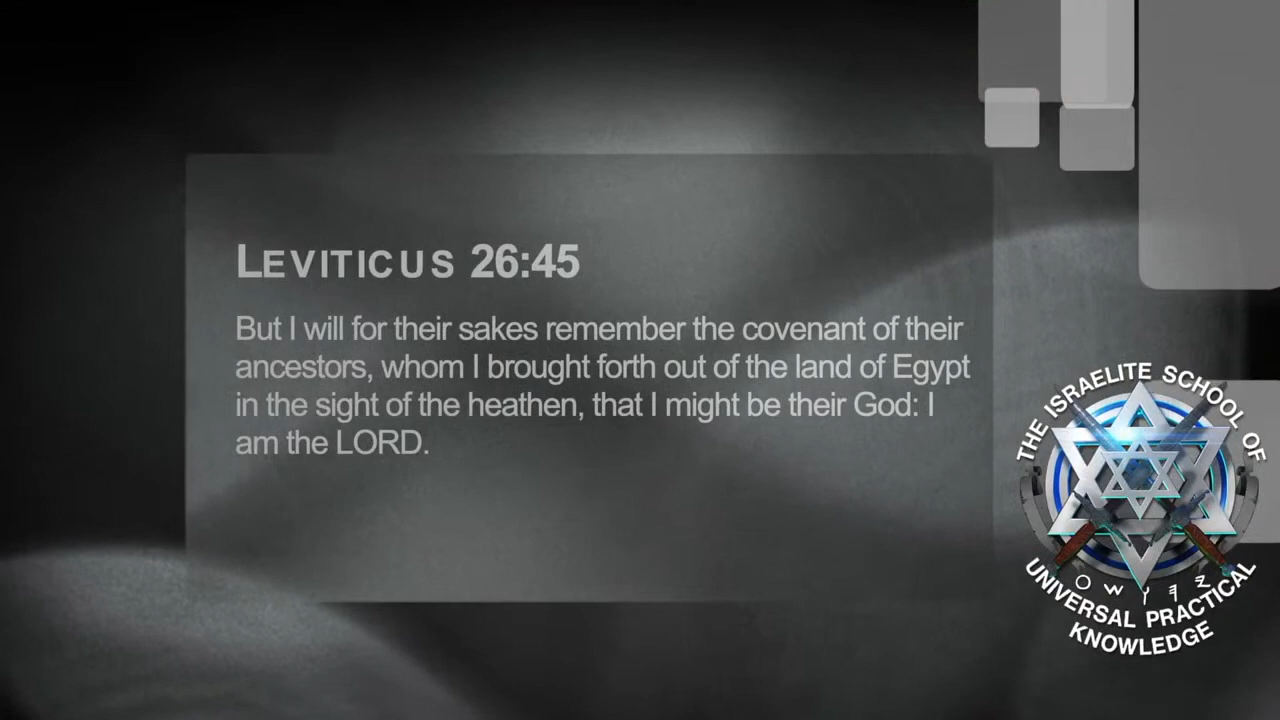 LEVITICUS 26:45
But I will for their sakes remember the covenant of their
ancestors, whom I brought forth out of the land of Egypt
in the sight of the heathen, that I might be their God: I
am the LORD.
THE ISRAELITE SCHOOL OF
UNIVERSAL PRACTICAL
KNOWLEDGE